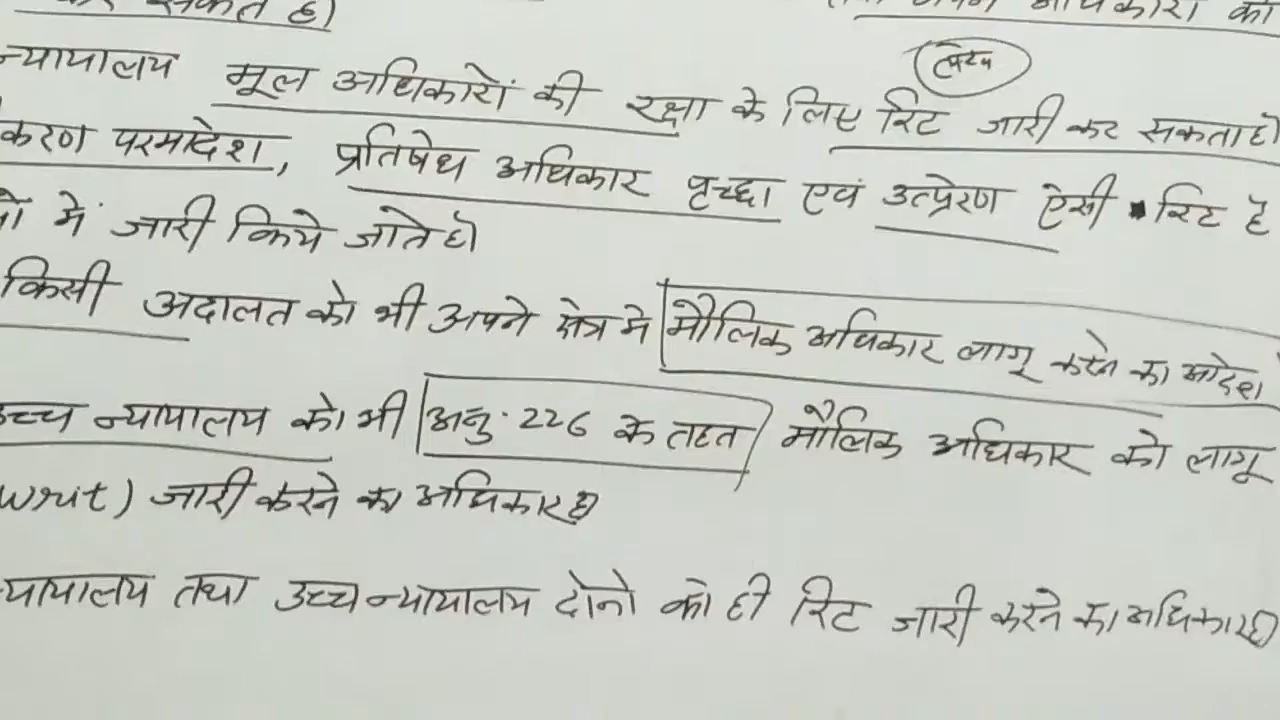 न्यायालय मूल अधिकारों की रक्षा के लिए रिट जारी कर सकता है
करण परमादेश, प्रतिषेध अधिकार पृच्छा एवं उत्प्रेरण ऐसी रिट है
में जारी किये जाते है
किसी अदालत को भी अपने क्षेत्र मे मौलिक अधिकार लागू करने का आदेश
उच्च न्यायालय को भी अनु. 226 के तहत मौलिक अधिकार को लागू
writ) जारी करने का अधिकार है
न्यायालय तथा उच्च न्यायालय दोनो को ही रिट जारी करने का अधिकार है